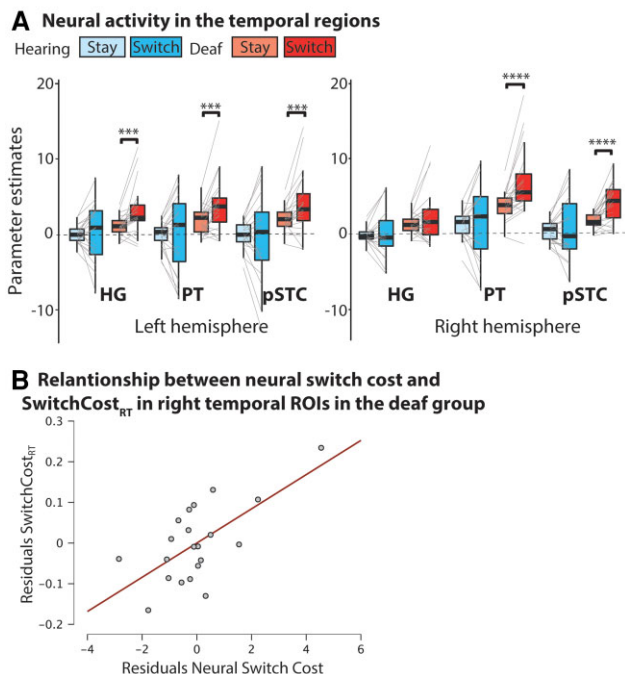 A Neural activity in the temporal regions
Hearing Stay Switch Deaf Stay Switch
Parameter estimates
20
10
0
-10
***
***
***
HG PT pSTC
Left hemisphere
20
10
0
-10
****
****
HG PT pSTC
Right hemisphere
B Relantionship between neural switch cost and
SwitchCostRT in right temporal ROIs in the deaf group
Residuals SwitchCostRT
0.3
0.2
0.1
0
-0.1
-0.2
-4 -2 0 2 4 6
Residuals Neural Switch Cost